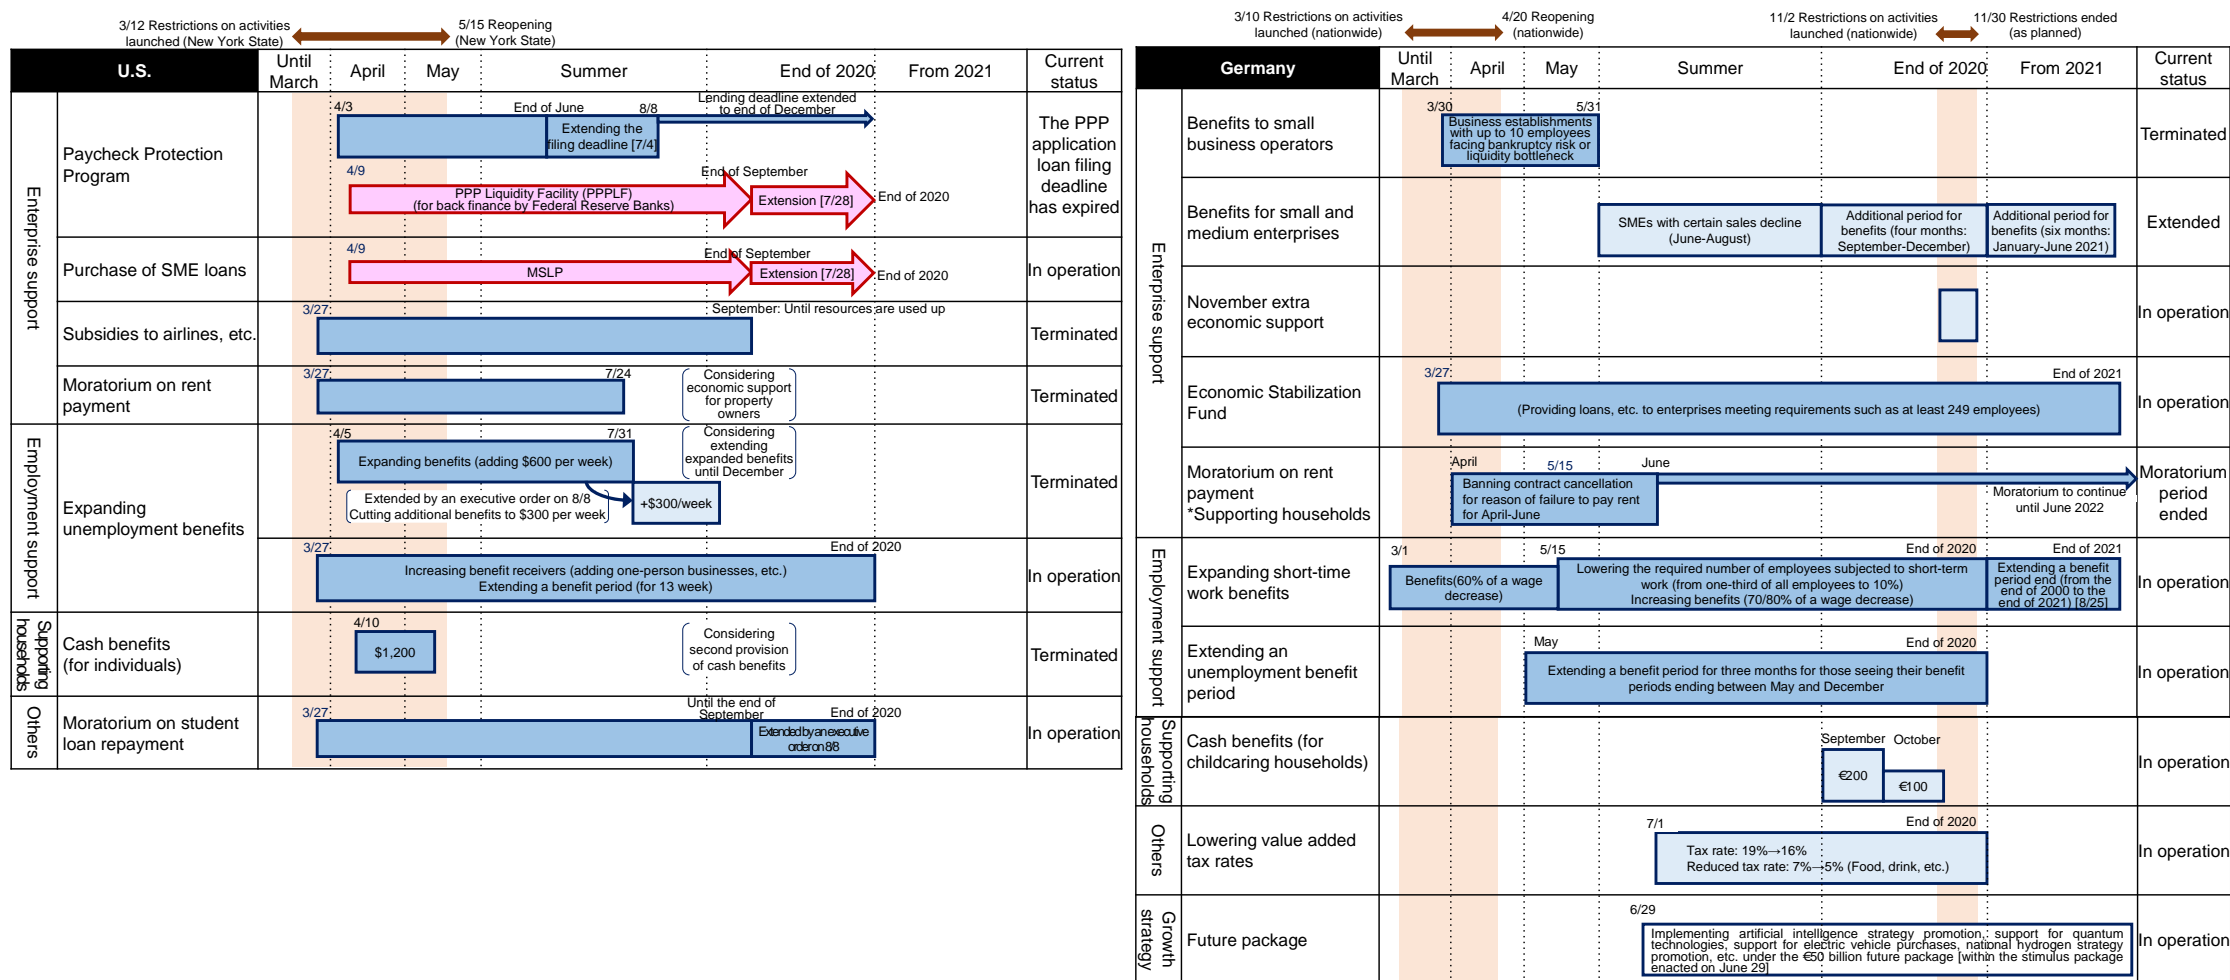 3/12 Restrictions on activities
launched (New York State)
5/15 Reopening
(New York State)
U.S.
Until
March
April
May
Summer
End of 2020
From 2021
Current
status
Enterprise support
Paycheck Protection
Program
4/3
End of June
8/8
Lending deadline extended
to end of December
Extending the
filing deadline [7/4]
4/9
End of September
PPP Liquidity Facility (PPPLF)
(for back finance by Federal Reserve Banks)
Extension [7/28]
End of 2020
The PPP
application
loan filing
deadline
has expired
Purchase of SME loans
4/9
End of September
MSLP
Extension [7/28]
End of 2020
In operation
Subsidies to airlines, etc.
3/27
September: Until resources are used up
Terminated
Moratorium on rent
payment
3/27
7/24
Considering
economic support
for property
owners
Terminated
Employment support
Expanding
unemployment benefits
4/5
7/31
Expanding benefits (adding $600 per week)
Considering
extending
expanded benefits
until December
Extended by an executive order on 8/8
Cutting additional benefits to $300 per week
+$300/week
Terminated
3/27
End of 2020
Increasing benefit receivers (adding one-person businesses, etc.)
Extending a benefit period (for 13 week)
In operation
Supporting
households
Cash benefits
(for individuals)
4/10
$1,200
Considering
second provision
of cash benefits
Terminated
Others
Moratorium on student
loan repayment
3/27
Until the end of
September
End of 2020
Extended by an executive
order on 8/8
In operation
3/10 Restrictions on activities
launched (nationwide)
4/20 Reopening
(nationwide)
11/2 Restrictions on activities
launched (nationwide)
11/30 Restrictions ended
(as planned)
Germany
Until
March
April
May
Summer
End of 2020
From 2021
Current
status
Enterprise support
Benefits to small
business operators
3/30
5/31
Business establishments
with up to 10 employees
facing bankruptcy risk or
liquidity bottleneck
Terminated
Benefits for small and
medium enterprises
SMEs with certain sales decline
(June-August)
Additional period for
benefits (four months:
September-December)
Additional period for
benefits (six months:
January-June 2021)
Extended
November extra
economic support
In operation
Economic Stabilization
Fund
3/27
End of 2021
(Providing loans, etc. to enterprises meeting requirements such as at least 249 employees)
In operation
Moratorium on rent
payment
*Supporting households
April
5/15
June
Banning contract cancellation
for reason of failure to pay rent
for April-June
Moratorium to continue
until June 2022
Moratorium
period
ended
Employment support
Expanding short-time
work benefits
3/1
5/15
End of 2020
End of 2021
Benefits(60% of a wage
decrease)
Lowering the required number of employees subjected to short-term
work (from one-third of all employees to 10%)
Increasing benefits (70/80% of a wage decrease)
Extending a benefit
period end (from the
end of 2000 to the
end of 2021) [8/25]
In operation
Extending an
unemployment benefit
period
May
End of 2020
Extending a benefit period for three months for those seeing their benefit
periods ending between May and December
In operation
Supporting
households
Cash benefits (for
childcaring households)
September
October
€200
€100
In operation
Others
Lowering value added
tax rates
7/1
End of 2020
Tax rate: 19%→16%
Reduced tax rate: 7%→5% (Food, drink, etc.)
In operation
Growth
strategy
Future package
6/29
Implementing artificial intelligence strategy promotion, support for quantum
technologies, support for electric vehicle purchases, national hydrogen strategy
promotion, etc. under the €50 billion future package [within the stimulus package
enacted on June 29]
In operation